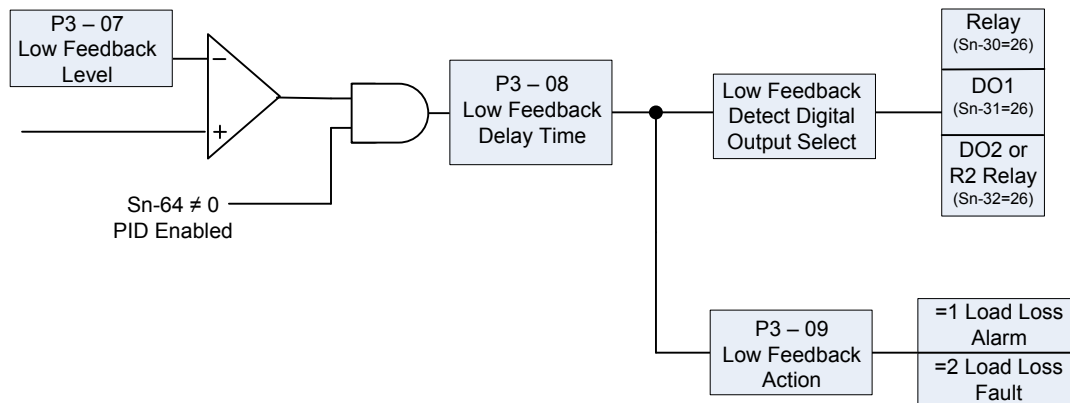 P3 – 07
Low Feedback
Level
−
+
Sn-64 ≠ 0
PID Enabled
P3 – 08
Low Feedback
Delay Time
Low Feedback
Detect Digital
Output Select
Relay
(Sn-30=26)
DO1
(Sn-31=26)
DO2 or
R2 Relay
(Sn-32=26)
P3 – 09
Low Feedback
Action
=1 Load Loss
Alarm
=2 Load Loss
Fault